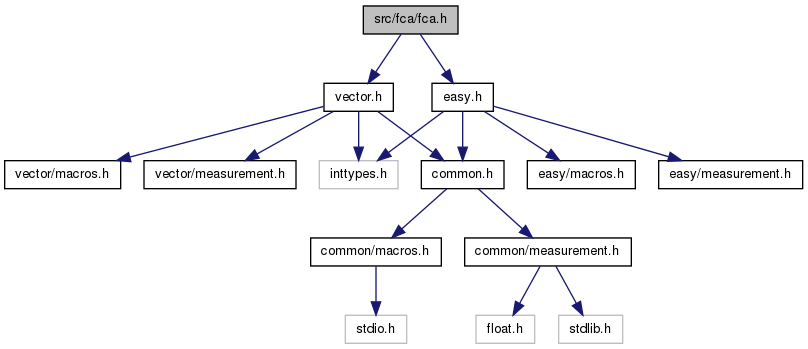 src/fca/fca.h
vector.h
easy.h
vector/macros.h
vector/measurement.h
inttypes.h
common.h
easy/macros.h
easy/measurement.h
common/macros.h
common/measurement.h
stdio.h
float.h
stdlib.h